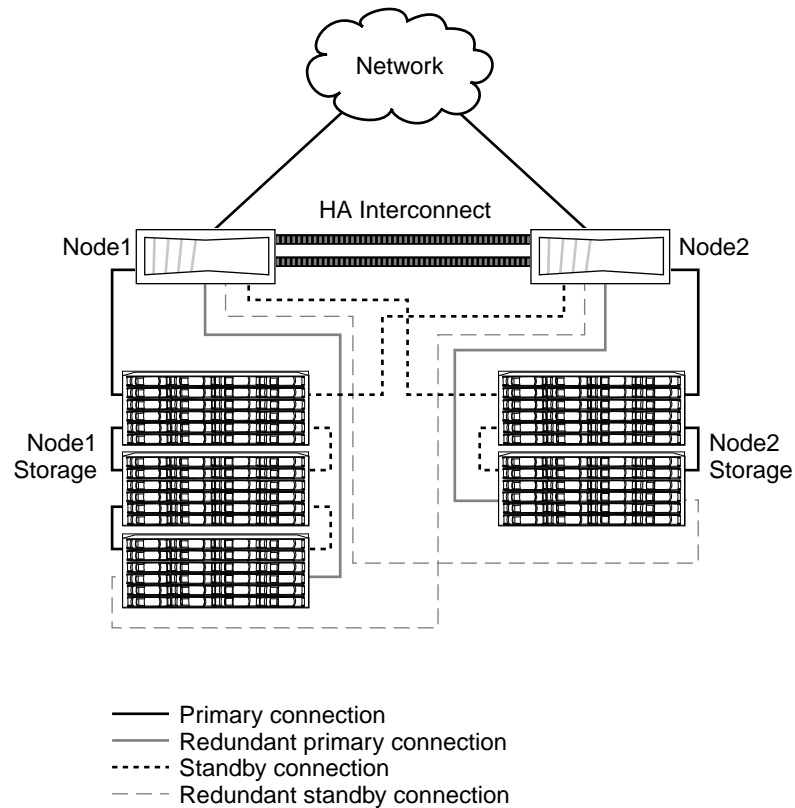 Network
HA Interconnect
Node1
Node2
Node1
Storage
Node2
Storage
Primary connection
Redundant primary connection
Standby connection
Redundant standby connection